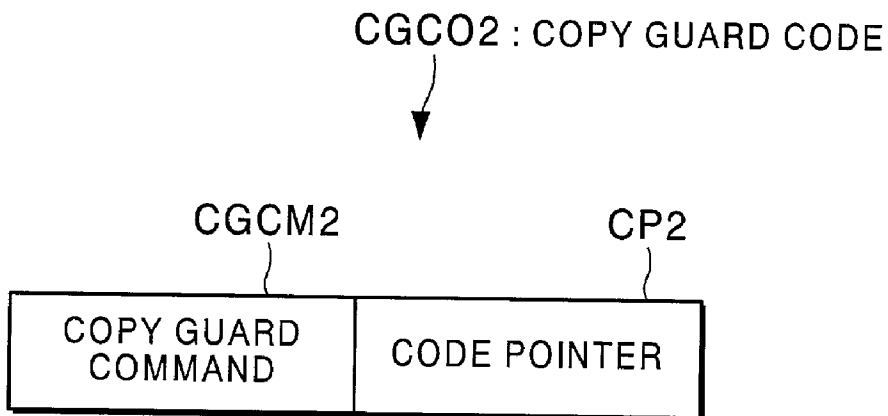 CGCO2 : COPY GUARD CODE
CGCM2
CP2
COPY GUARD
COMMAND
CODE POINTER